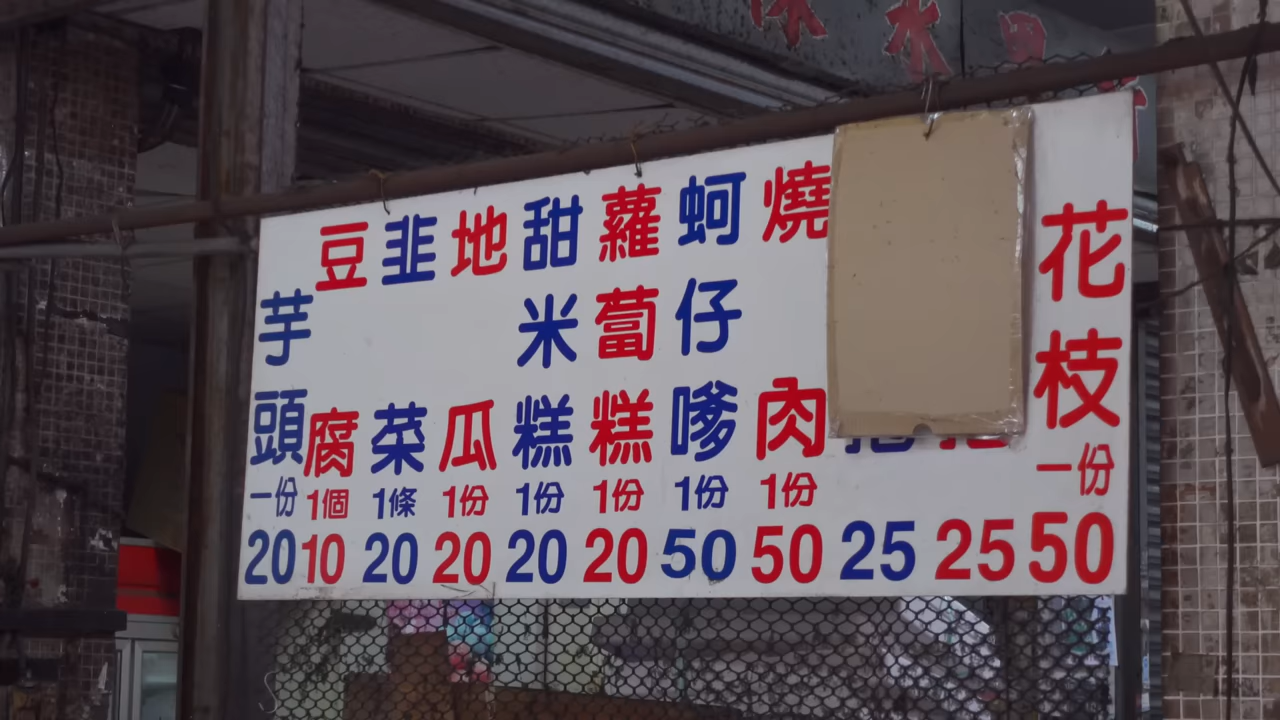 芋頭 一份 20
豆腐 1個 10
韭菜 1條 20
地瓜 1份 20
甜米糕 1份 20
蘿蔔糕 1份 20
蚵仔嗲 1份 50
燒肉 1份 50
25
25
花枝 一份 50